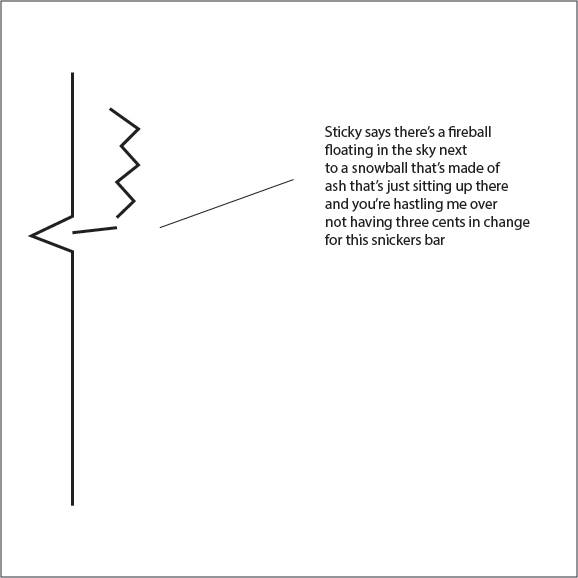 Sticky says there's a fireball
floating in the sky next
to a snowball that's made of
ash that's just sitting up there
and you're hastling me over
not having three cents in change
for this snickers bar